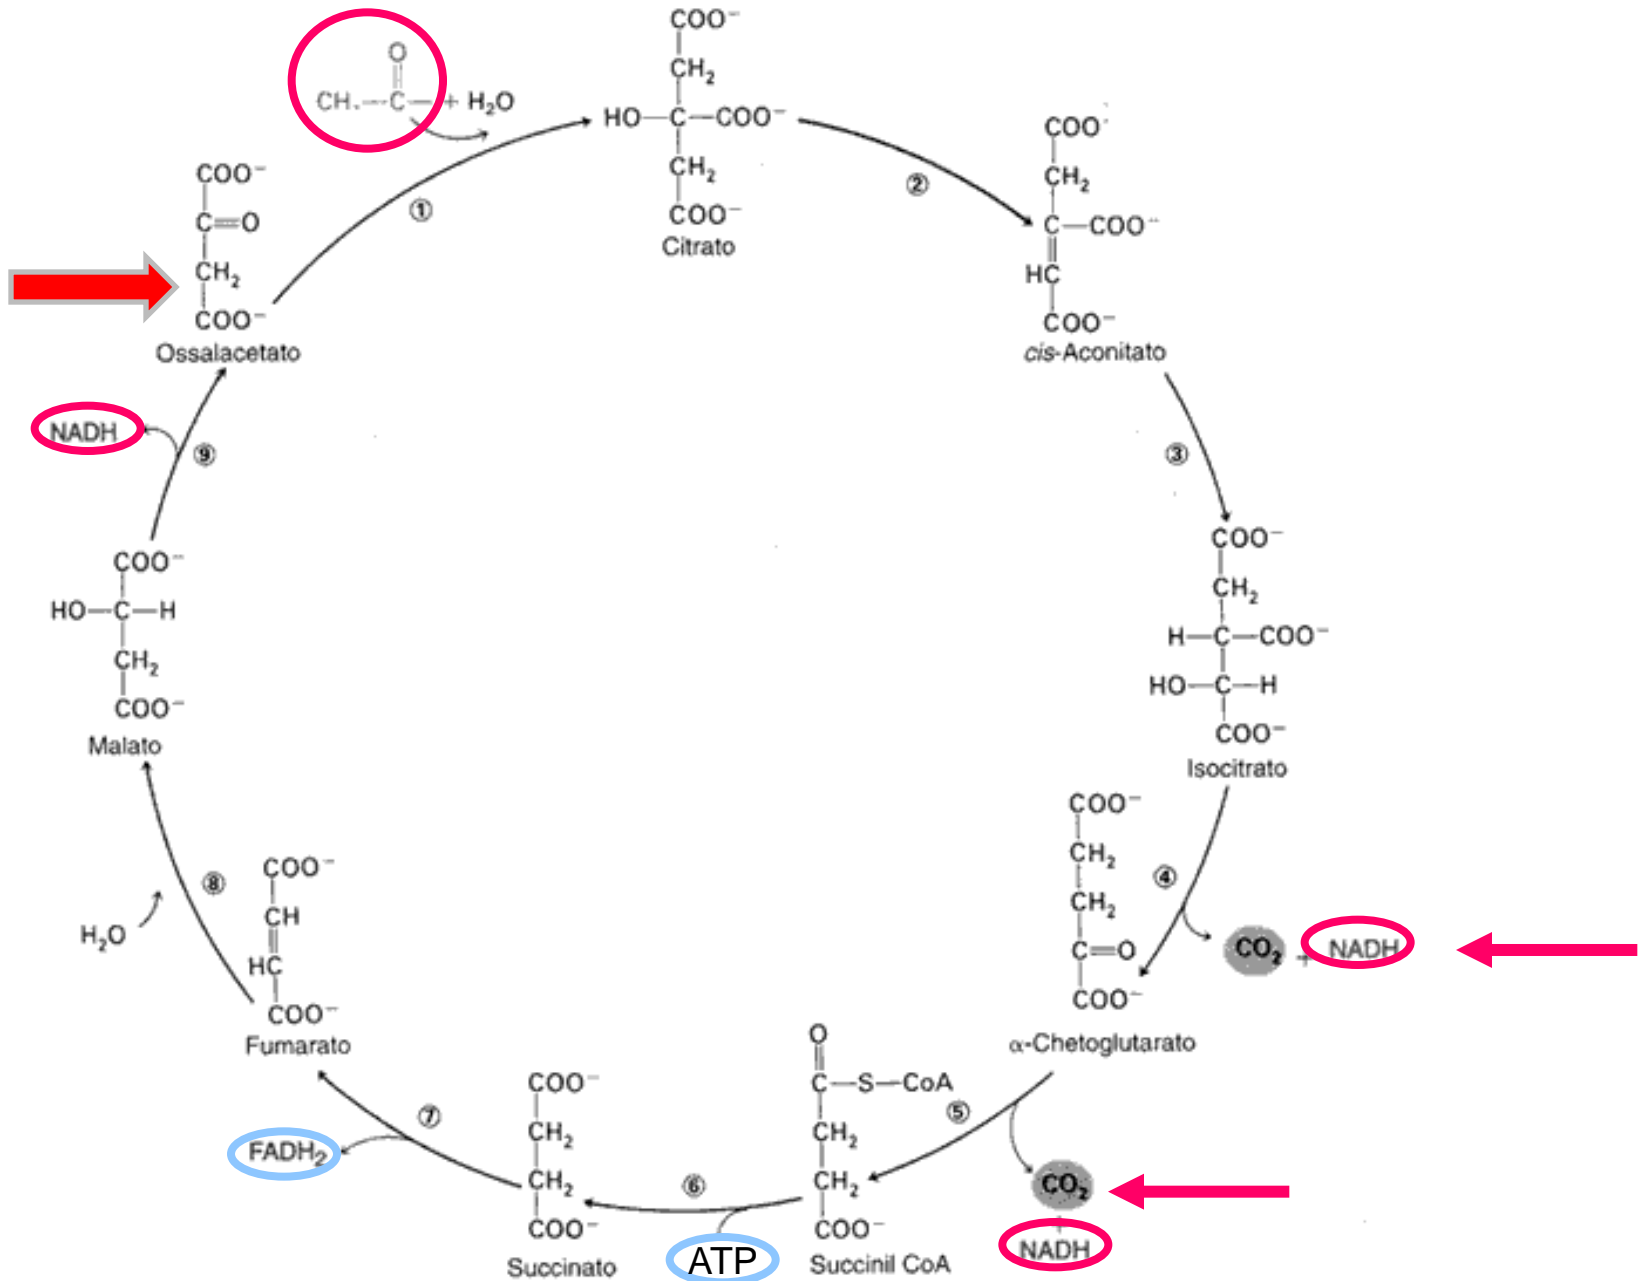 O
CH.—C—+ H₂O
①
COO⁻
CH₂
HO—C—COO⁻
CH₂
COO⁻
Citrato
②
COO⁻
CH₂
C—COO⁻
HC
COO⁻
cis-Aconitato
③
COO⁻
CH₂
H—C—COO⁻
HO—C—H
COO⁻
Isocitrato
④
CO₂ + NADH
COO⁻
CH₂
CH₂
C=O
COO⁻
α-Chetoglutarato
⑤
CO₂
+
NADH
O
C—S—CoA
CH₂
CH₂
COO⁻
Succinil CoA
⑥
ATP
COO⁻
CH₂
CH₂
COO⁻
Succinato
⑦
FADH₂
COO⁻
CH
HC
COO⁻
Fumarato
⑧
H₂O
COO⁻
HO—C—H
CH₂
COO⁻
Malato
⑨
NADH
COO⁻
C=O
CH₂
COO⁻
Ossalacetato